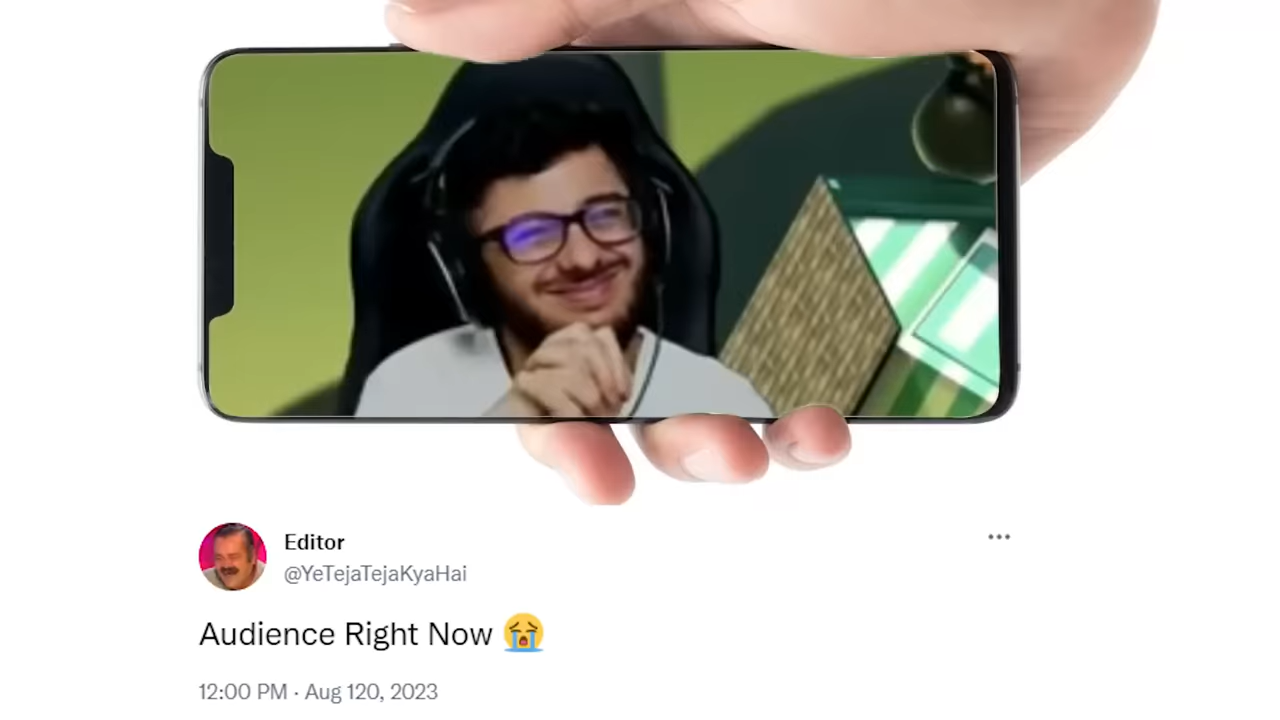 Editor
@YeTejaTejaKyaHai
Audience Right Now 😭
12:00 PM · Aug 120, 2023